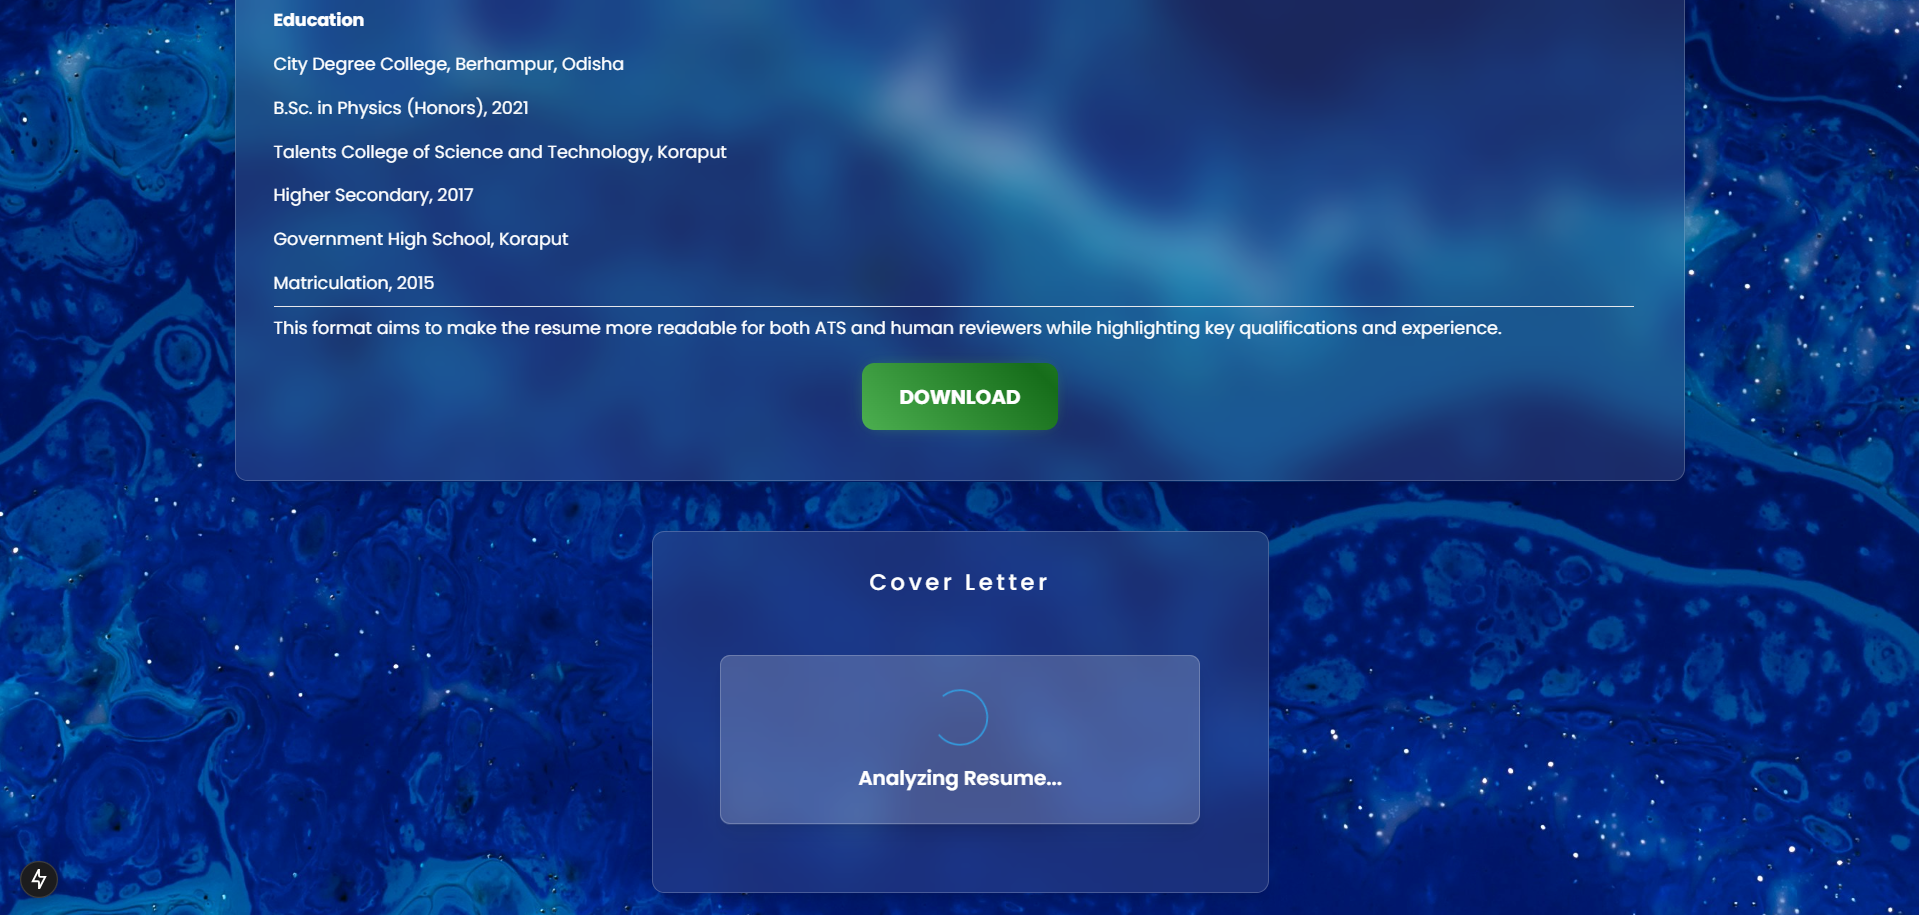 Education
City Degree College, Berhampur, Odisha
B.Sc. in Physics (Honors), 2021
Talents College of Science and Technology, Koraput
Higher Secondary, 2017
Government High School, Koraput
Matriculation, 2015
This format aims to make the resume more readable for both ATS and human reviewers while highlighting key qualifications and experience.
DOWNLOAD
Cover Letter
Analyzing Resume...